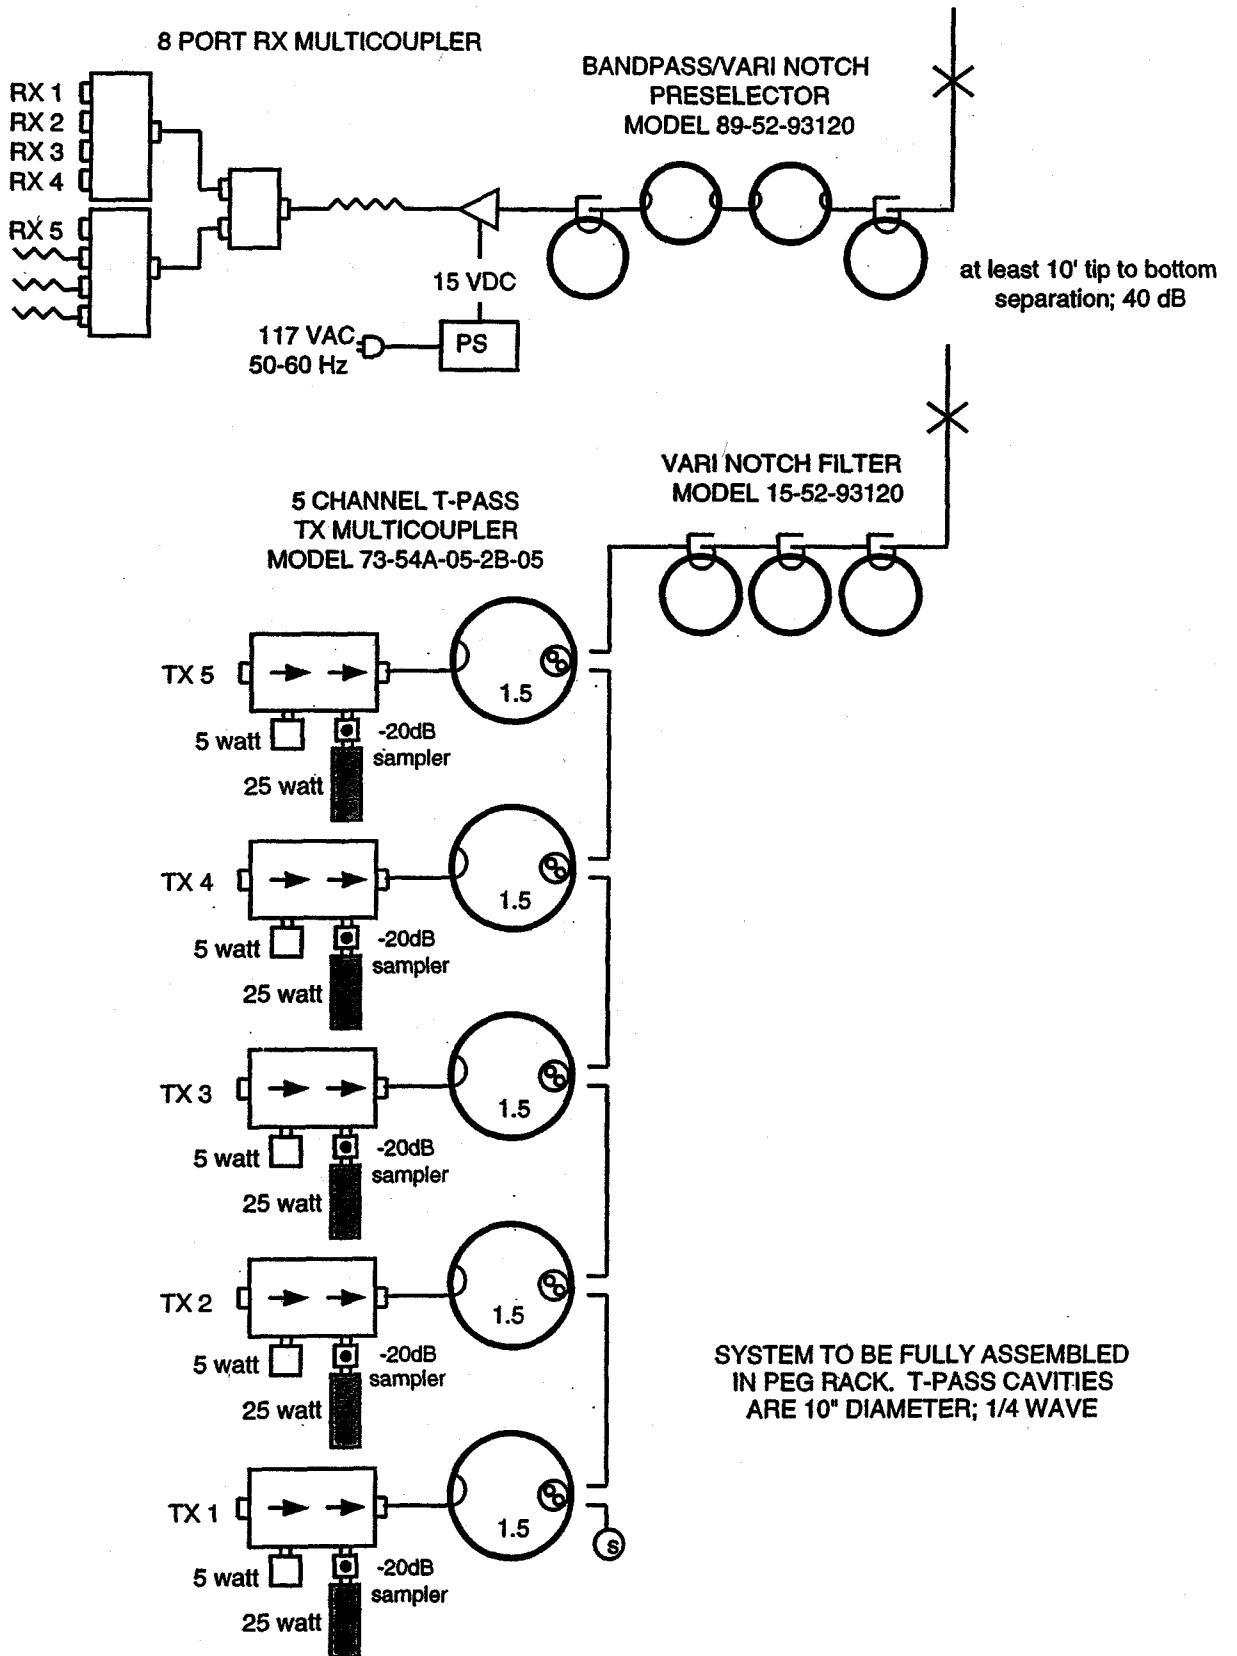 8 PORT RX MULTICOUPLER
RX 1
RX 2
RX 3
RX 4
RX 5
BANDPASS/VARI NOTCH
PRESELECTOR
MODEL 89-52-93120
15 VDC
117 VAC
50-60 Hz
PS
at least 10' tip to bottom
separation; 40 dB
VARI NOTCH FILTER
MODEL 15-52-93120
5 CHANNEL T-PASS
TX MULTICOUPLER
MODEL 73-54A-05-2B-05
TX 5
1.5
5 watt
-20dB
sampler
25 watt
TX 4
1.5
5 watt
-20dB
sampler
25 watt
TX 3
1.5
5 watt
-20dB
sampler
25 watt
TX 2
1.5
5 watt
-20dB
sampler
25 watt
SYSTEM TO BE FULLY ASSEMBLED
IN PEG RACK. T-PASS CAVITIES
ARE 10" DIAMETER; 1/4 WAVE
TX 1
1.5
s
5 watt
-20dB
sampler
25 watt